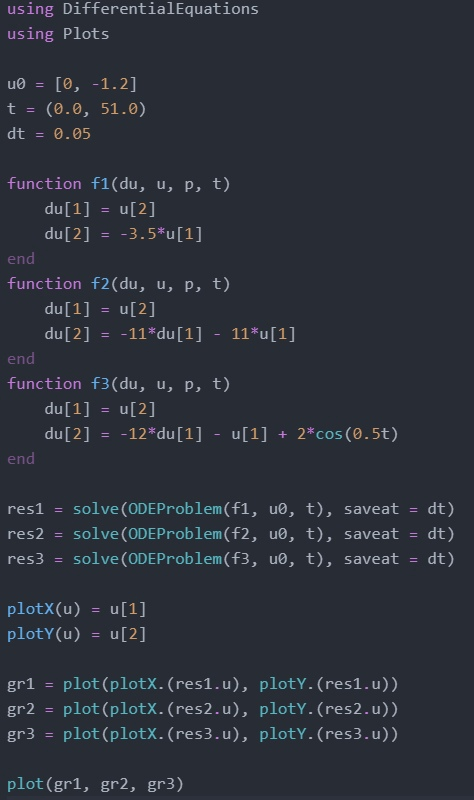 using DifferentialEquations
using Plots
u0 = [0, -1.2]
t = (0.0, 51.0)
dt = 0.05
function f1(du, u, p, t)
    du[1] = u[2]
    du[2] = -3.5*u[1]
end
function f2(du, u, p, t)
    du[1] = u[2]
    du[2] = -11*du[1] - 11*u[1]
end
function f3(du, u, p, t)
    du[1] = u[2]
    du[2] = -12*du[1] - u[1] + 2*cos(0.5t)
end
res1 = solve(ODEProblem(f1, u0, t), saveat = dt)
res2 = solve(ODEProblem(f2, u0, t), saveat = dt)
res3 = solve(ODEProblem(f3, u0, t), saveat = dt)
plotX(u) = u[1]
plotY(u) = u[2]
gr1 = plot(plotX.(res1.u), plotY.(res1.u))
gr2 = plot(plotX.(res2.u), plotY.(res2.u))
gr3 = plot(plotX.(res3.u), plotY.(res3.u))
plot(gr1, gr2, gr3)